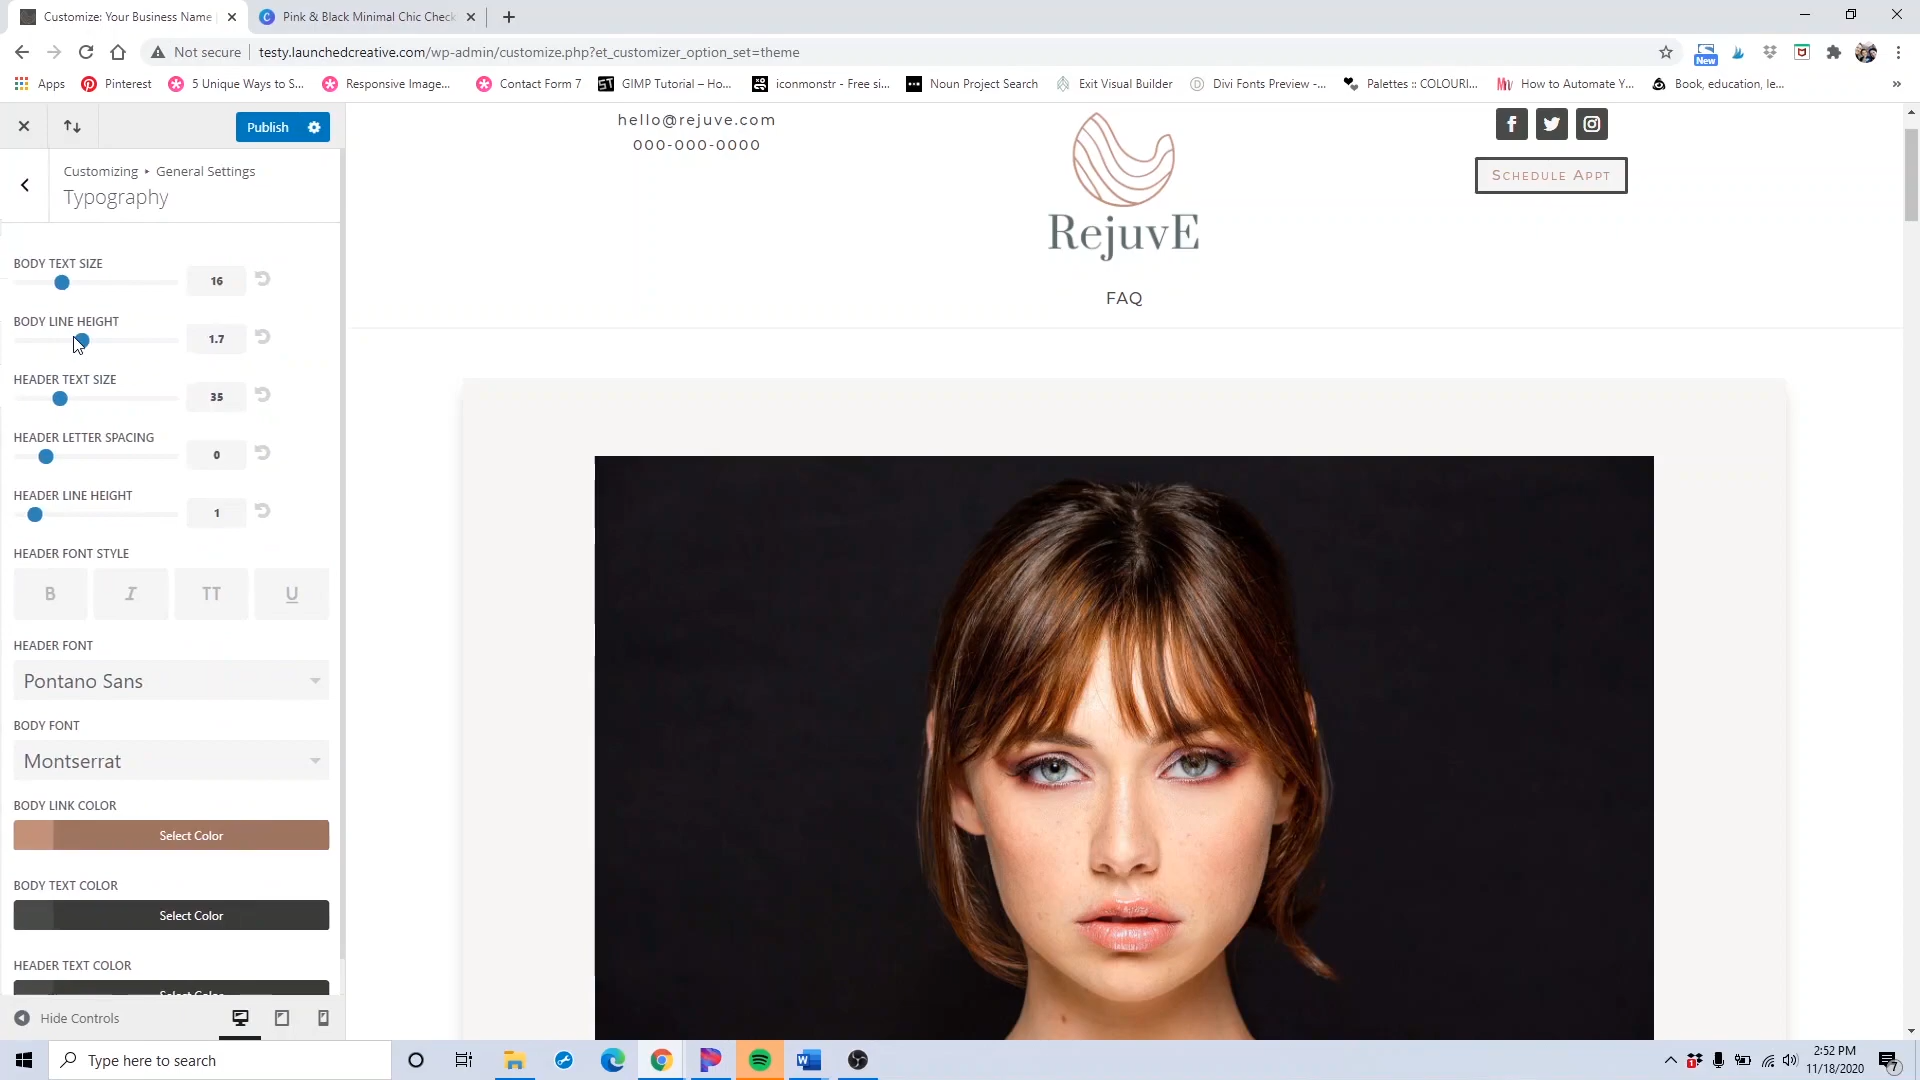 Customize: Your Business Name
Pink & Black Minimal Chic Check
Not secure
testy.launchedcreative.com/wp-admin/customize.php?et_customizer_option_set=theme
New
Apps
Pinterest
5 Unique Ways to S...
Responsive Image...
Contact Form 7
ST
GIMP Tutorial – Ho...
iconmonstr - Free si...
Noun Project Search
Exit Visual Builder
Divi Fonts Preview -...
Palettes :: COLOURl...
How to Automate Y...
Book, education, le...
Publish
Customizing ▸ General Settings
Typography
BODY TEXT SIZE
16
BODY LINE HEIGHT
1.7
HEADER TEXT SIZE
35
HEADER LETTER SPACING
0
HEADER LINE HEIGHT
1
HEADER FONT STYLE
B I TT U
HEADER FONT
Pontano Sans
BODY FONT
Montserrat
BODY LINK COLOR
Select Color
BODY TEXT COLOR
Select Color
HEADER TEXT COLOR
Select Color
Hide Controls
hello@rejuve.com
000-000-0000
RejuvE
FAQ
Schedule Appt
Type here to search
2:52 PM
11/18/2020
7